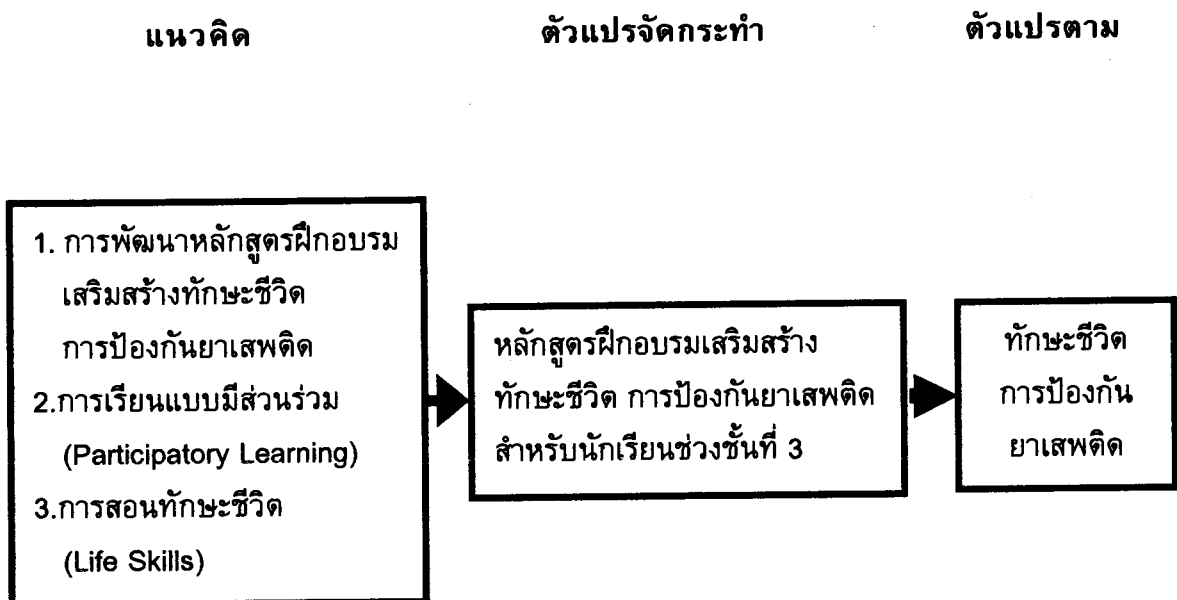 แนวคิด ตัวแปรจัดกระทำ ตัวแปรตาม
1. การพัฒนาหลักสูตรฝึกอบรม
เสริมสร้างทักษะชีวิต
การป้องกันยาเสพติด
2.การเรียนแบบมีส่วนร่วม
(Participatory Learning)
3.การสอนทักษะชีวิต
(Life Skills)
หลักสูตรฝึกอบรมเสริมสร้าง
ทักษะชีวิต การป้องกันยาเสพติด
สำหรับนักเรียนช่วงชั้นที่ 3
ทักษะชีวิต
การป้องกัน
ยาเสพติด